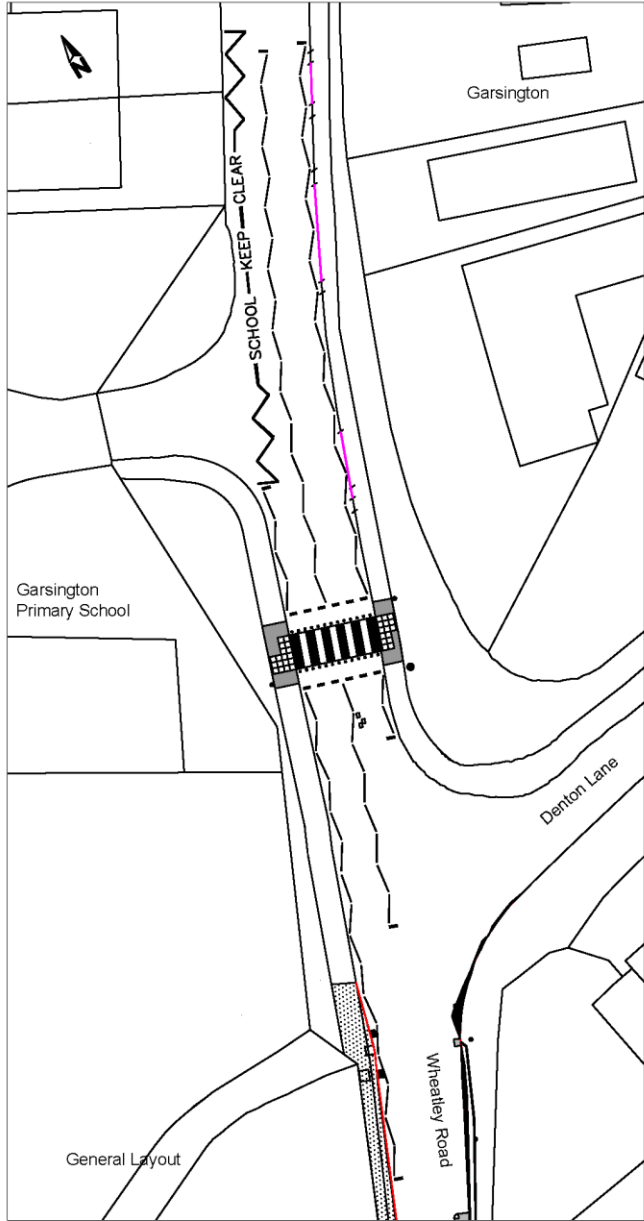 N
Garsington
SCHOOL KEEP CLEAR
Garsington
Primary School
Denton Lane
Wheatley Road
General Layout